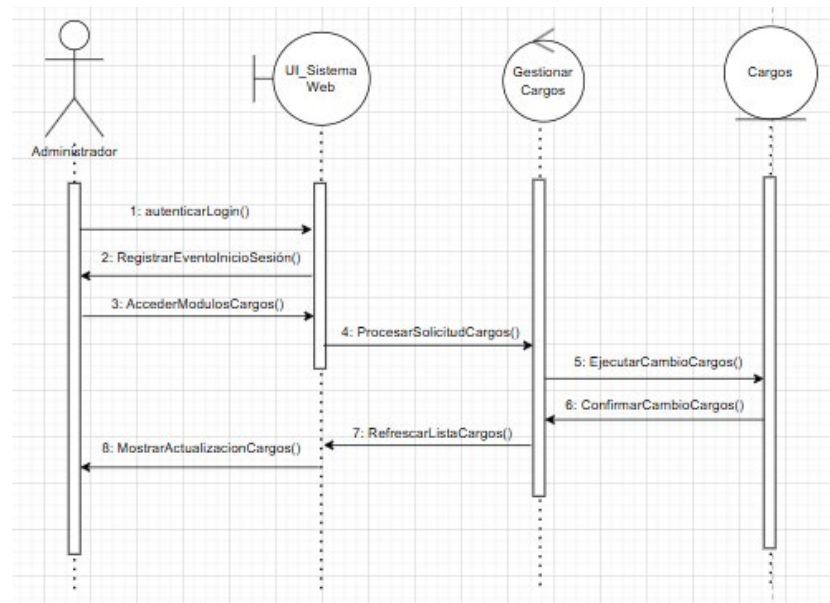 UI_Sistema
Web
Gestionar
Cargos
Cargos
Administrador
1: autenticarLogin()
2: RegistrarEventoInicioSesión()
3: AccederModulosCargos()
4: ProcesarSolicitudCargos()
5: EjecutarCambioCargos()
6: ConfirmarCambioCargos()
7: RefrescarListaCargos()
8: MostrarActualizacionCargos()